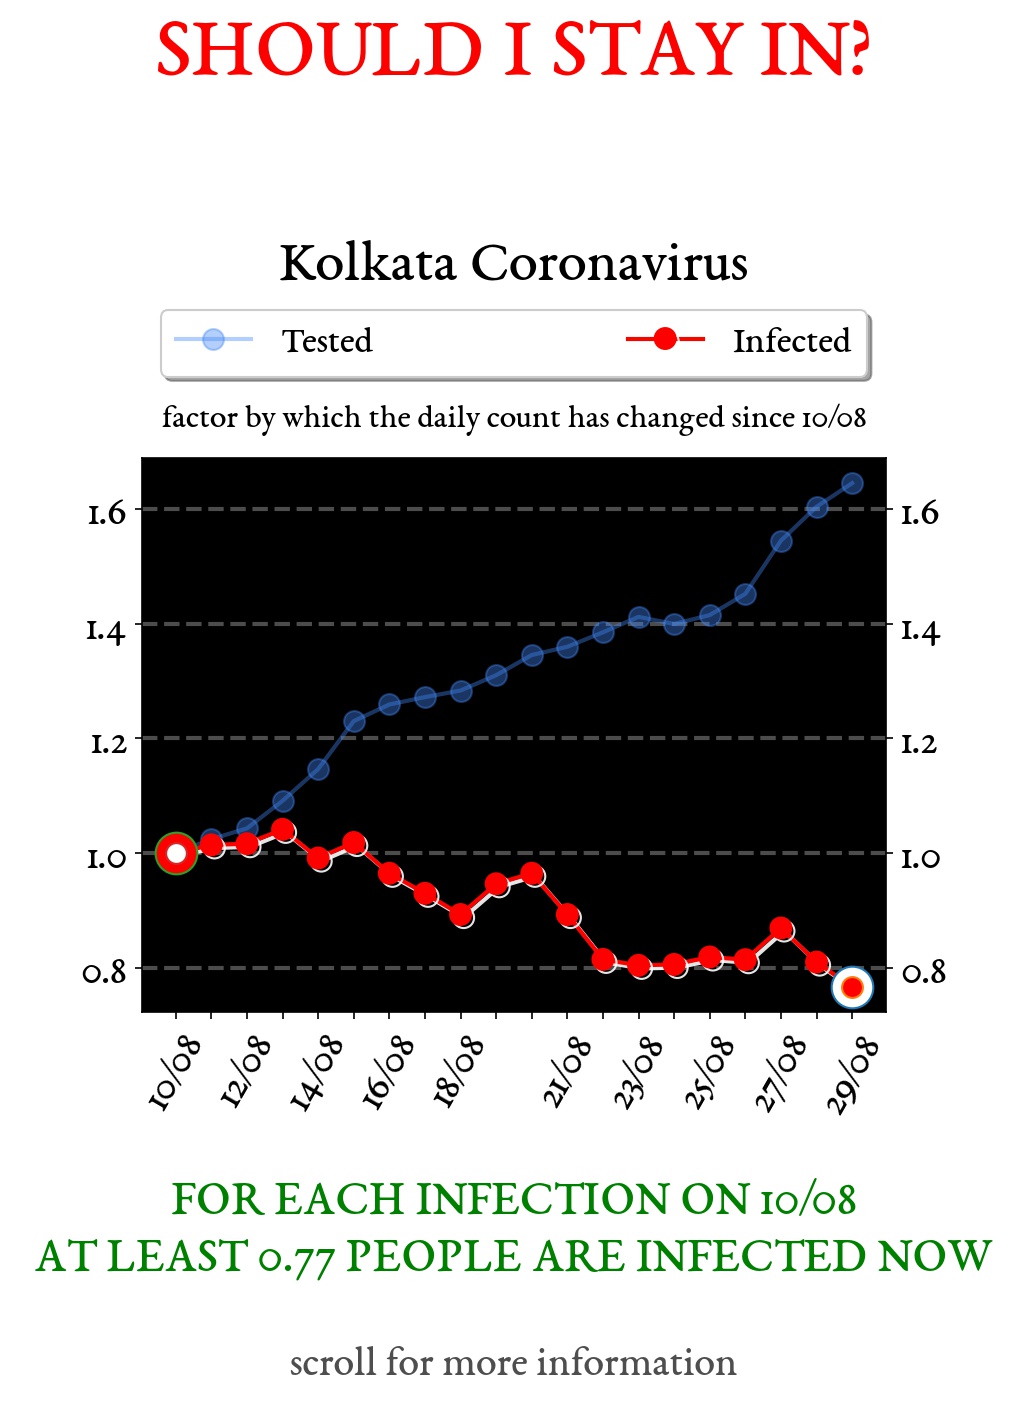 SHOULD I STAY IN?
Kolkata Coronavirus
Tested Infected
factor by which the daily count has changed since 10/08
1.6 1.6
1.4 1.4
1.2 1.2
1.0 1.0
0.8 0.8
10/08 12/08 14/08 16/08 18/08 21/08 23/08 25/08 27/08 29/08
FOR EACH INFECTION ON 10/08
AT LEAST 0.77 PEOPLE ARE INFECTED NOW
scroll for more information